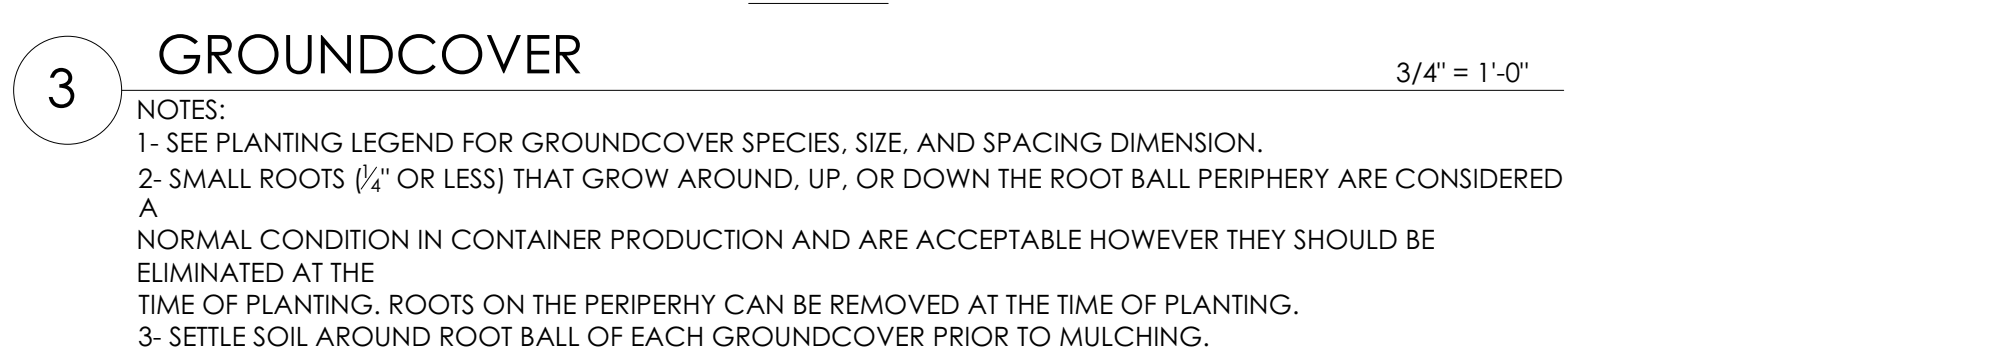 3
GROUNDCOVER
3/4" = 1'-0"
NOTES:
1- SEE PLANTING LEGEND FOR GROUNDCOVER SPECIES, SIZE, AND SPACING DIMENSION.
2- SMALL ROOTS (¼" OR LESS) THAT GROW AROUND, UP, OR DOWN THE ROOT BALL PERIPHERY ARE CONSIDERED
A
NORMAL CONDITION IN CONTAINER PRODUCTION AND ARE ACCEPTABLE HOWEVER THEY SHOULD BE
ELIMINATED AT THE
TIME OF PLANTING. ROOTS ON THE PERIPERHY CAN BE REMOVED AT THE TIME OF PLANTING.
3- SETTLE SOIL AROUND ROOT BALL OF EACH GROUNDCOVER PRIOR TO MULCHING.